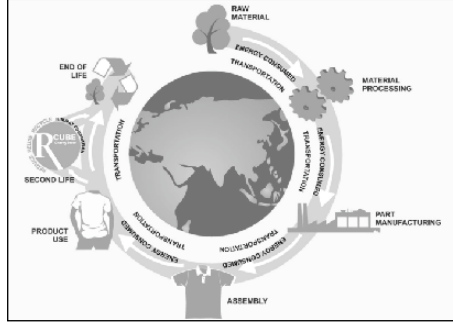 RAW
MATERIAL
ENERGY CONSUMED
TRANSPORTATION
MATERIAL
PROCESSING
ENERGY CONSUMED
TRANSPORTATION
PART
MANUFACTURING
ENERGY CONSUMED
TRANSPORTATION
ASSEMBLY
ENERGY CONSUMED
TRANSPORTATION
PRODUCT
USE
SECOND LIFE
R CUBE
END OF
LIFE
TRANSPORTATION